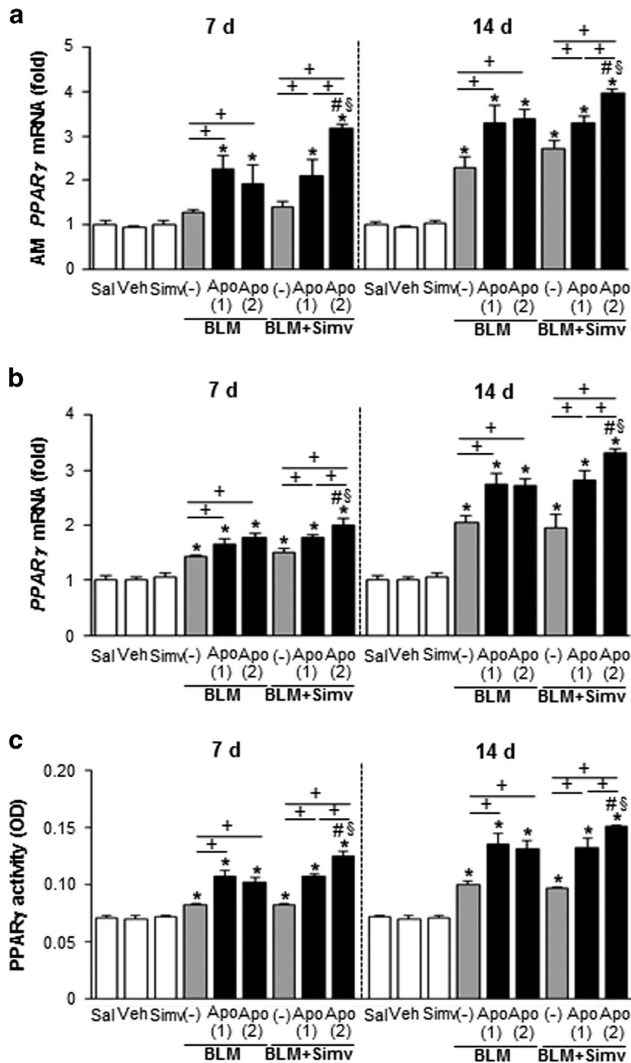 a
7 d
14 d
AM PPARγ mRNA (fold)
5
4
3
2
1
0
+
+
+
+
+
+
+
+
+
+
# §
# §
* * * * * * * * *
Sal Veh Simv (-) Apo (1) Apo (2) (-) Apo (1) Apo (2)
BLM BLM+Simv
Sal Veh Simv (-) Apo (1) Apo (2) (-) Apo (1) Apo (2)
BLM BLM+Simv
b
7 d
14 d
PPARγ mRNA (fold)
4
3
2
1
0
+
+
+
+
+
+
+
+
+
+
# §
# §
* * * * * * * * * * * *
Sal Veh Simv (-) Apo (1) Apo (2) (-) Apo (1) Apo (2)
BLM BLM+Simv
Sal Veh Simv (-) Apo (1) Apo (2) (-) Apo (1) Apo (2)
BLM BLM+Simv
c
7 d
14 d
PPARγ activity (OD)
0.20
0.15
0.10
0.05
0
+
+
+
+
+
+
+
+
+
+
# §
# §
* * * * * * * * * * * *
Sal Veh Simv (-) Apo (1) Apo (2) (-) Apo (1) Apo (2)
BLM BLM+Simv
Sal Veh Simv (-) Apo (1) Apo (2) (-) Apo (1) Apo (2)
BLM BLM+Simv